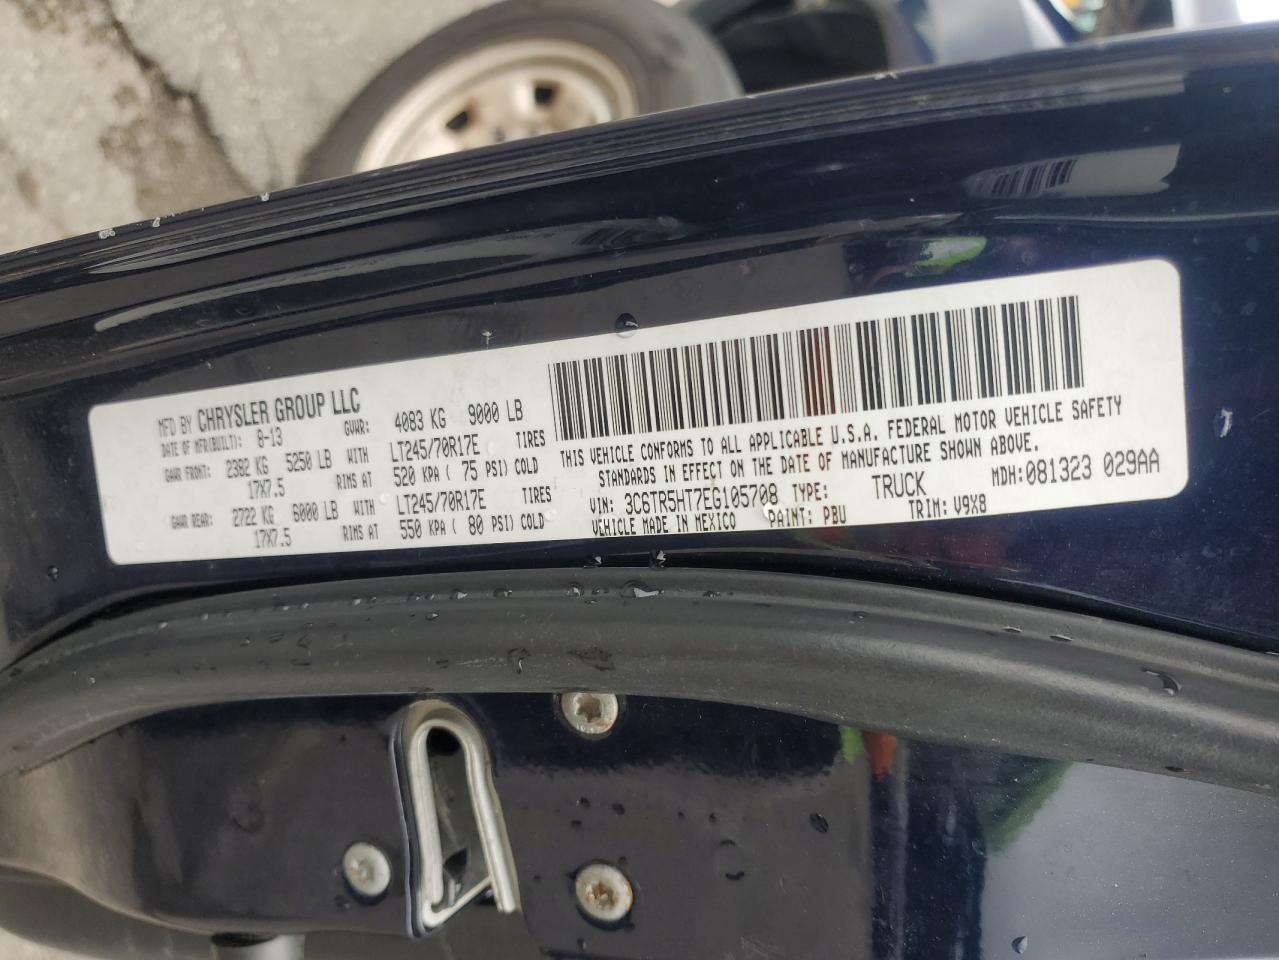 MFD BY CHRYSLER GROUP LLC
DATE OF MFR(BUILT): 8-13 GVWR: 4083 KG 9000 LB
GAWR FRONT: 2382 KG 5250 LB WITH LT245/70R17E TIRES
17X7.5 RIMS AT 520 KPA ( 75 PSI) COLD
GAWR REAR: 2722 KG 6000 LB WITH LT245/70R17E TIRES
17X7.5 RIMS AT 550 KPA ( 80 PSI) COLD
THIS VEHICLE CONFORMS TO ALL APPLICABLE U.S.A. FEDERAL MOTOR VEHICLE SAFETY
STANDARDS IN EFFECT ON THE DATE OF MANUFACTURE SHOWN ABOVE.
VIN: 3C6TR5HT7EG105708 TYPE: TRUCK MDH:081323 029AA
VEHICLE MADE IN MEXICO PAINT: PBU TRIM: V9X8